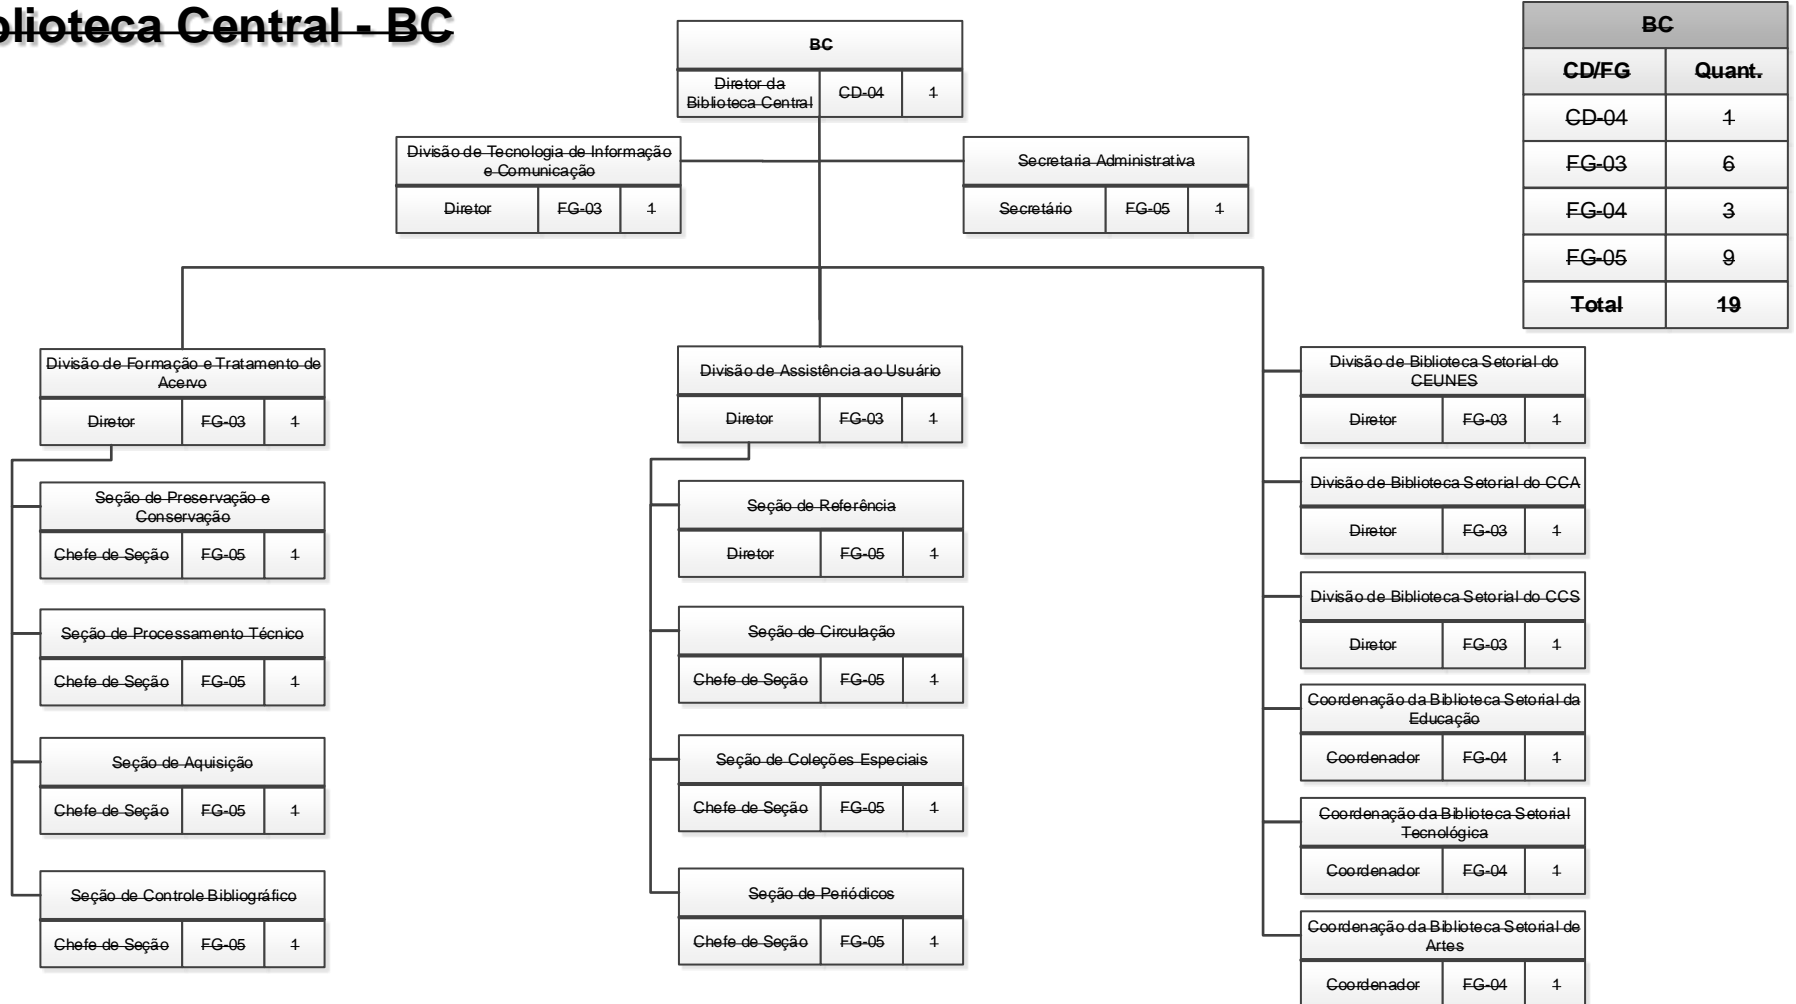 blioteca Central - BC
BC
Diretor da
Biblioteca Central
CD-04
1
BC
CD/FG
Quant.
CD-04
1
FG-03
6
FG-04
3
FG-05
9
Total
19
Divisão de Tecnologia de Informação
e Comunicação
Diretor
FG-03
1
Secretaria Administrativa
Secretário
FG-05
1
Divisão de Formação e Tratamento de
Acervo
Diretor
FG-03
1
Seção de Preservação e
Conservação
Chefe de Seção
FG-05
1
Seção de Processamento Técnico
Chefe de Seção
FG-05
1
Seção de Aquisição
Chefe de Seção
FG-05
1
Seção de Controle Bibliográfico
Chefe de Seção
FG-05
1
Divisão de Assistência ao Usuário
Diretor
FG-03
1
Seção de Referência
Diretor
FG-05
1
Seção de Circulação
Chefe de Seção
FG-05
1
Seção de Coleções Especiais
Chefe de Seção
FG-05
1
Seção de Periódicos
Chefe de Seção
FG-05
1
Divisão de Biblioteca Setorial do
CEUNES
Diretor
FG-03
1
Divisão de Biblioteca Setorial do CCA
Diretor
FG-03
1
Divisão de Biblioteca Setorial do CCS
Diretor
FG-03
1
Coordenação da Biblioteca Setorial da
Educação
Coordenador
FG-04
1
Coordenação da Biblioteca Setorial
Tecnológica
Coordenador
FG-04
1
Coordenação da Biblioteca Setorial de
Artes
Coordenador
FG-04
1